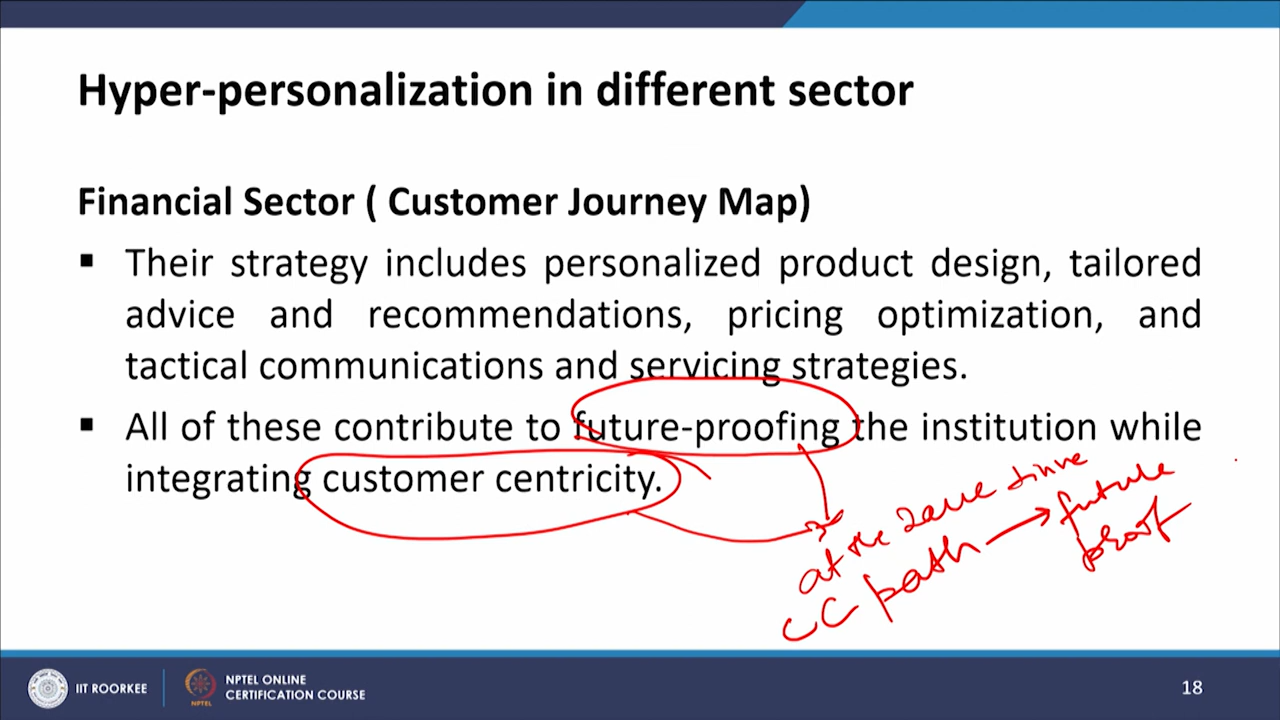 Hyper-personalization in different sector
Financial Sector ( Customer Journey Map)
▪ Their strategy includes personalized product design, tailored
advice and recommendations, pricing optimization, and
tactical communications and servicing strategies.
▪ All of these contribute to future-proofing the institution while
integrating customer centricity.
at the same time
CC path → future
proof
IIT ROORKEE
NPTEL ONLINE
CERTIFICATION COURSE
NPTEL
18